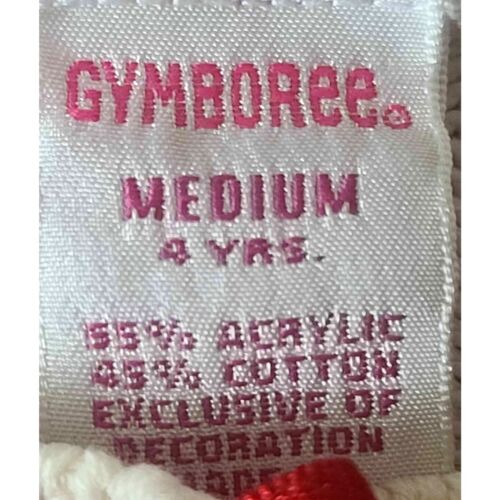 GYMBOREE®
MEDIUM
4 YRS.
55% ACRYLIC
45% COTTON
EXCLUSIVE OF
DECORATION